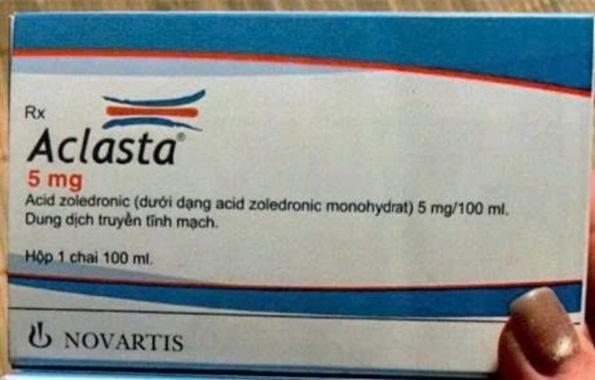 Rx
Aclasta®
5 mg
Acid zoledronic (dưới dạng acid zoledronic monohydrat) 5 mg/100 ml.
Dung dịch truyền tĩnh mạch.
Hộp 1 chai 100 ml.
NOVARTIS